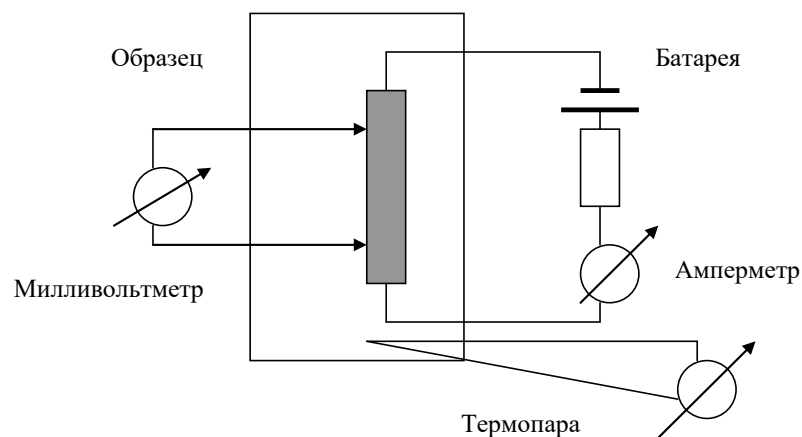 Образец
Батарея
Амперметр
Милливольтметр
Термопара